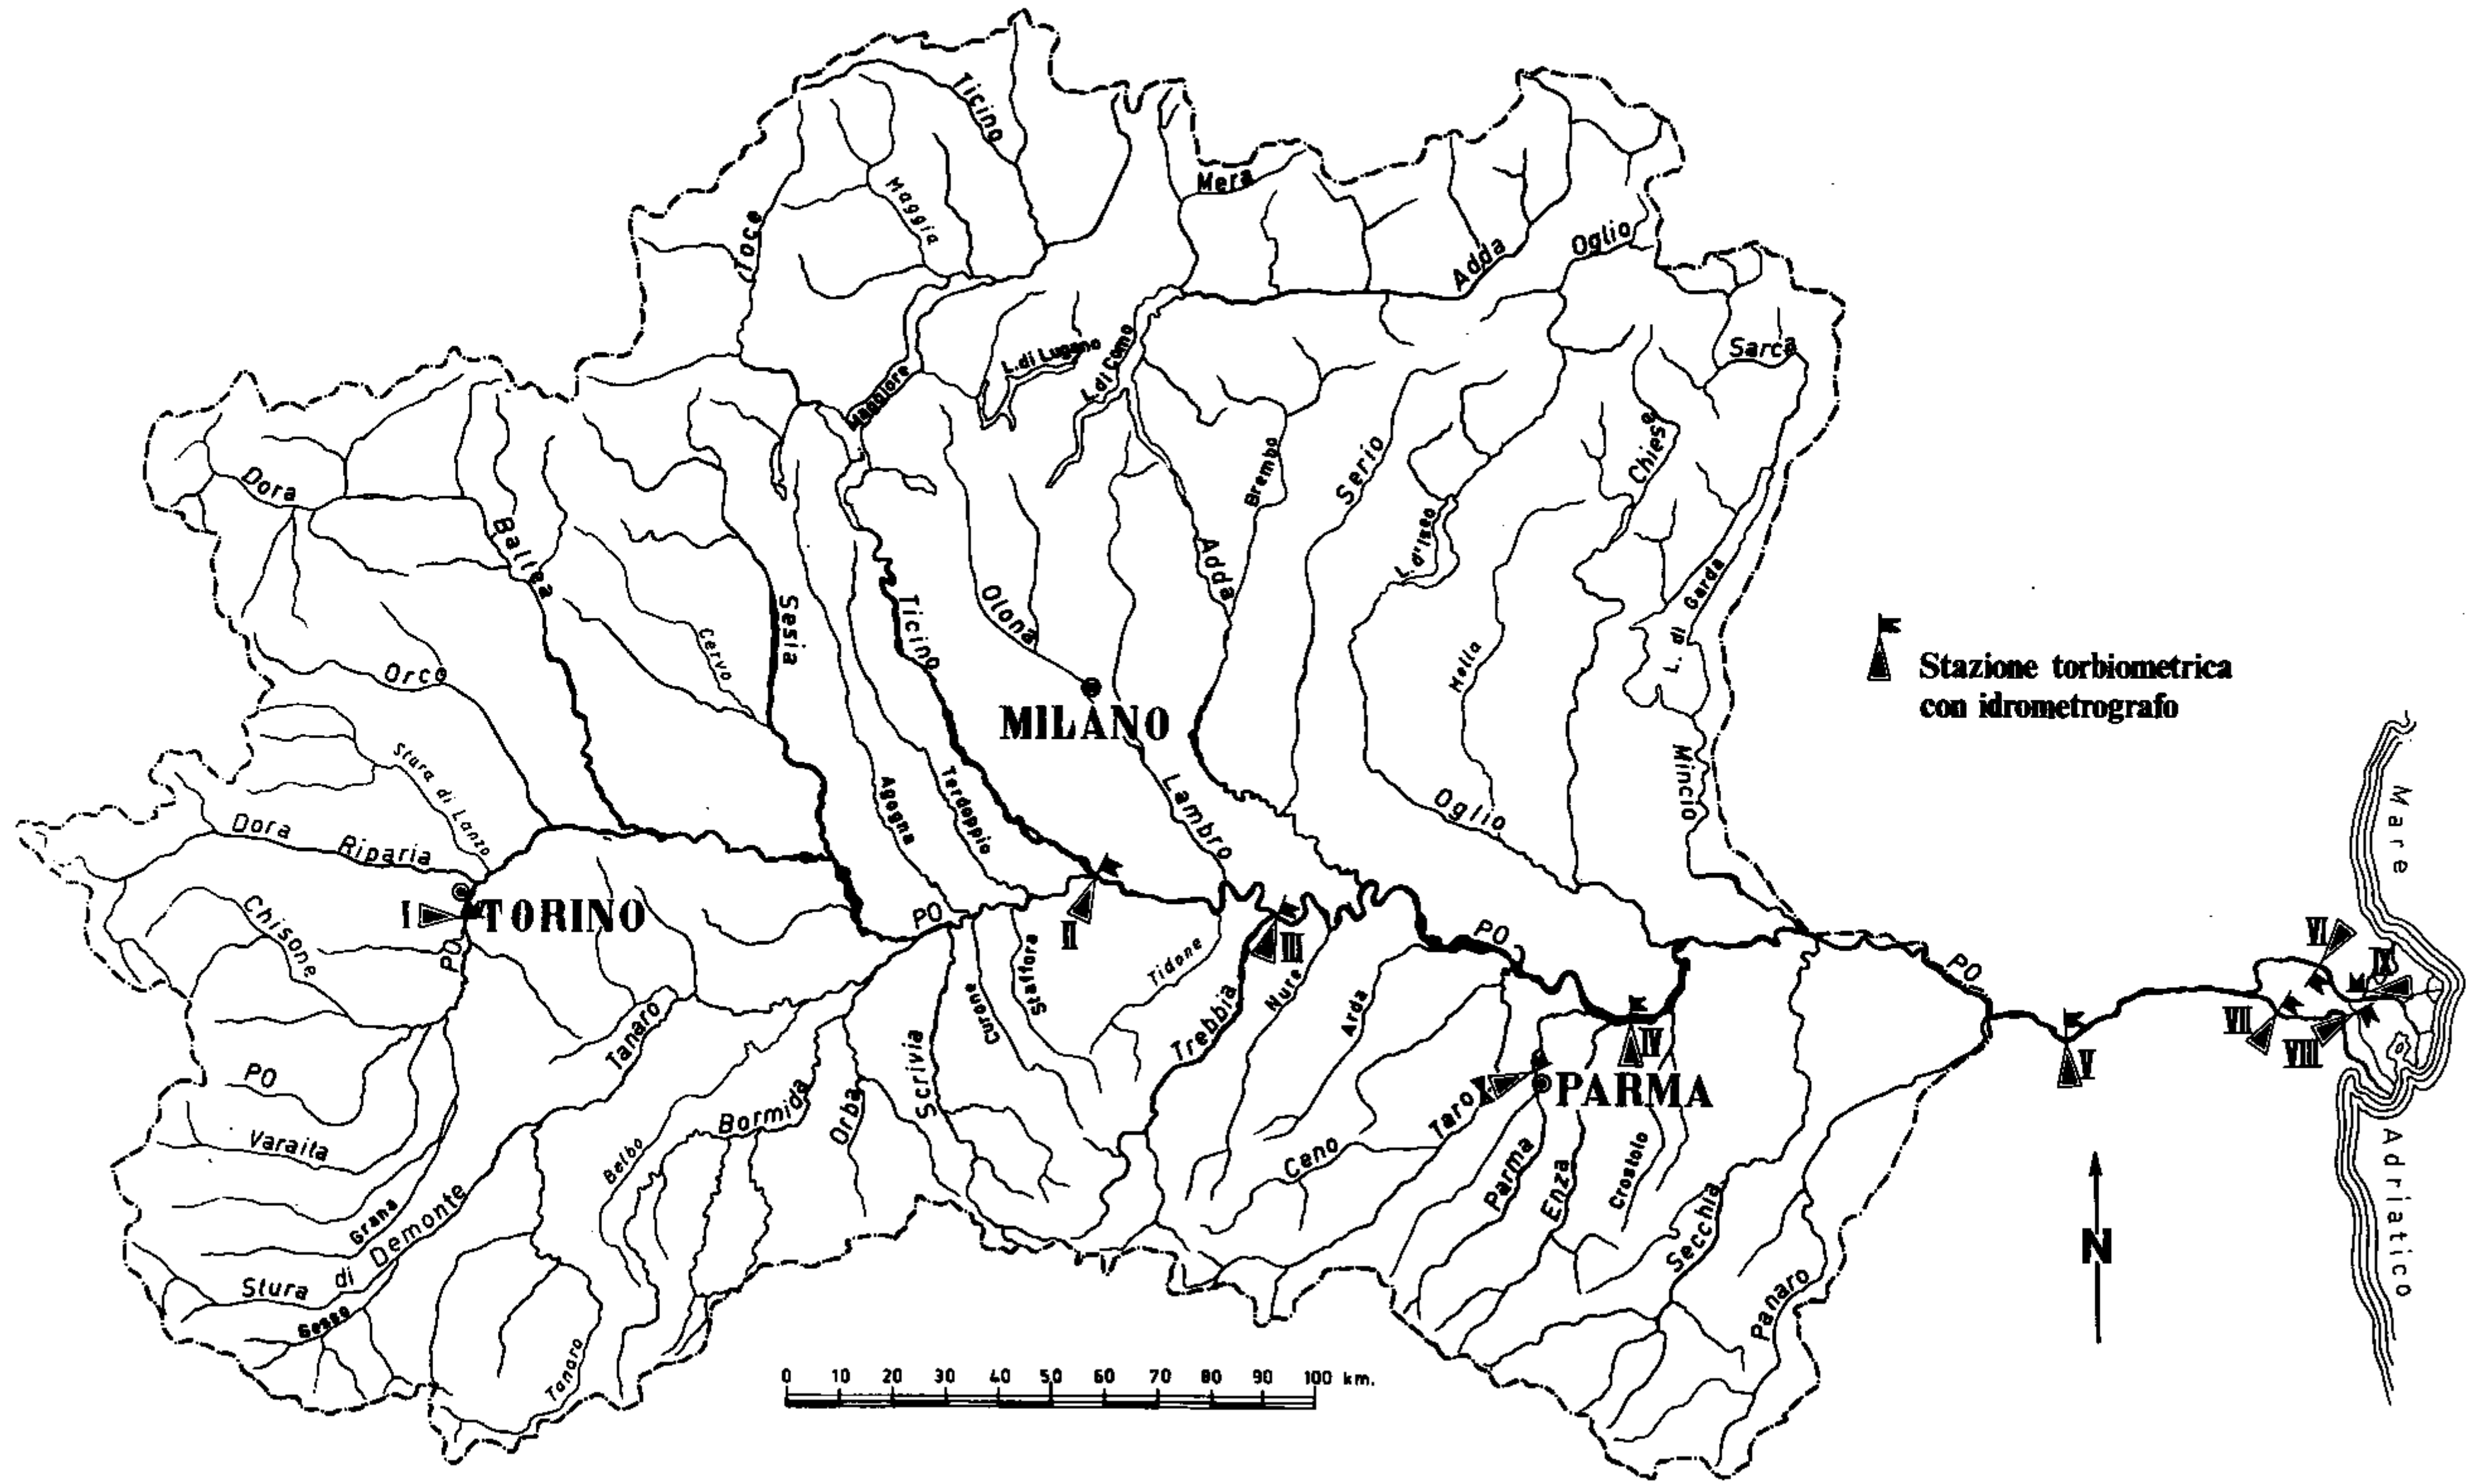 Ticino
Mera
Maggia
Toce
Oglio
Adda
Sarca
L.di Lugano
L.di Como
Maggiore
Chiese
Brembo
Serio
Dora
Baltea
L. d'Iseo
Adda
Garda
L. di
Olona
Ticino
Sesia
Cervo
Mella
Orco
Stazione torbiometrica
con idrometrografo
MILANO
Stura di Lanzo
Mincio
Agogna
Terdoppio
Lambro
Oglio
Mare
Dora Riparia
Chisone
I
TORINO
PO
PO
II
III
PO
PO
VI
IX
Staffora
Tidone
Curone
Nure
Arda
Trebbia
Tanaro
VII
VIII
IV
V
PO
Scrivia
Bormida
Orba
X
PARMA
Taro
Varaita
Belbo
Ceno
Parma
Enza
Crostolo
Secchia
Adriatico
Grana
Stura di Demonte
Gesso
N
Panaro
Tanaro
0 10 20 30 40 50 60 70 80 90 100 km.